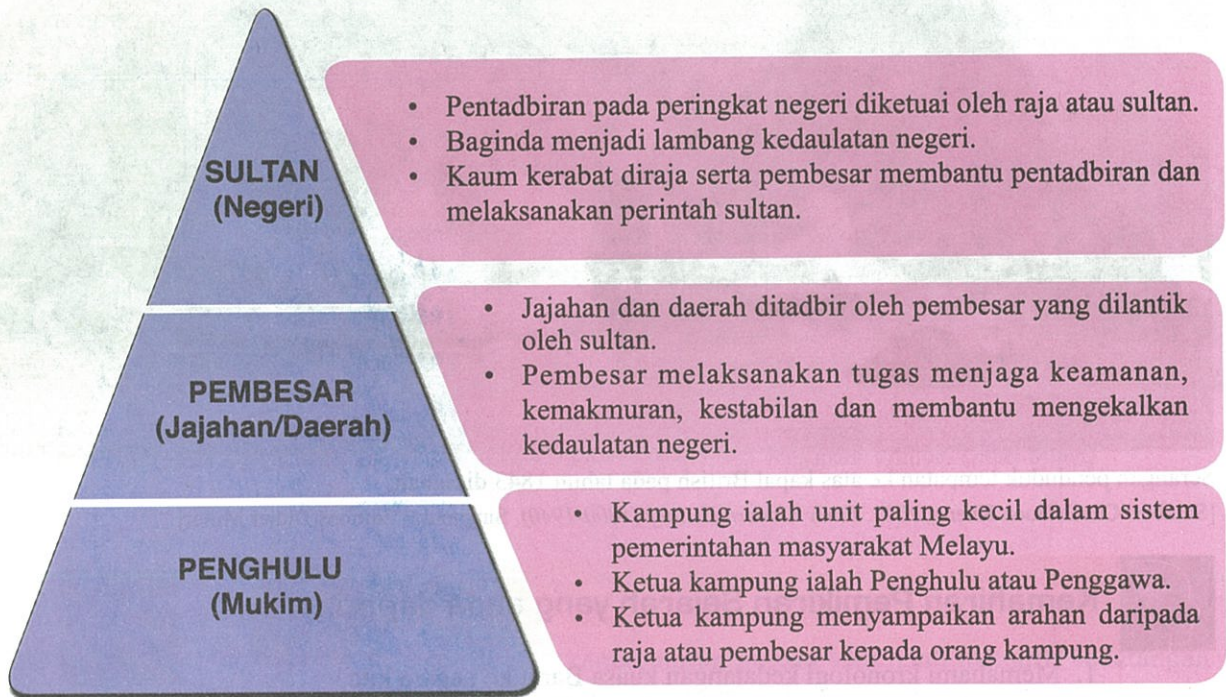 SULTAN
(Negeri)
• Pentadbiran pada peringkat negeri diketuai oleh raja atau sultan.
• Baginda menjadi lambang kedaulatan negeri.
• Kaum kerabat diraja serta pembesar membantu pentadbiran dan
melaksanakan perintah sultan.
PEMBESAR
(Jajahan/Daerah)
• Jajahan dan daerah ditadbir oleh pembesar yang dilantik
oleh sultan.
• Pembesar melaksanakan tugas menjaga keamanan,
kemakmuran, kestabilan dan membantu mengekalkan
kedaulatan negeri.
PENGHULU
(Mukim)
• Kampung ialah unit paling kecil dalam sistem
pemerintahan masyarakat Melayu.
• Ketua kampung ialah Penghulu atau Penggawa.
• Ketua kampung menyampaikan arahan daripada
raja atau pembesar kepada orang kampung.